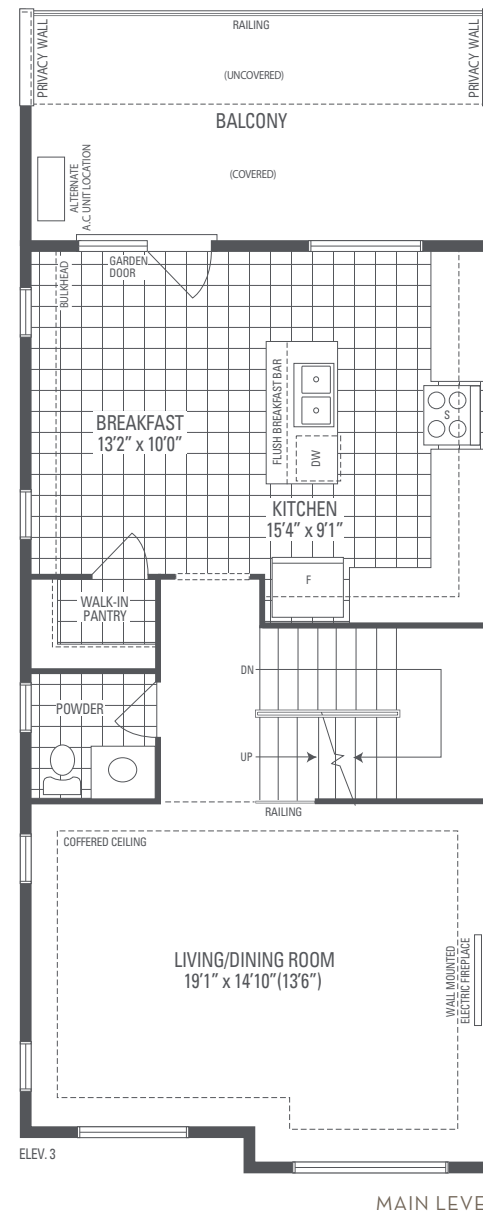 RAILING
PRIVACY WALL
PRIVACY WALL
(UNCOVERED)
BALCONY
(COVERED)
ALTERNATE
A.C. UNIT LOCATION
GARDEN
DOOR
BULKHEAD
FLUSH BREAKFAST BAR
S
BREAKFAST
13'2" x 10'0"
DW
KITCHEN
15'4" x 9'1"
F
WALK-IN
PANTRY
DN
POWDER
UP
RAILING
COFFERED CEILING
LIVING/DINING ROOM
19'1" x 14'10"(13'6")
WALL MOUNTED
ELECTRIC FIREPLACE
ELEV. 3
MAIN LEVE